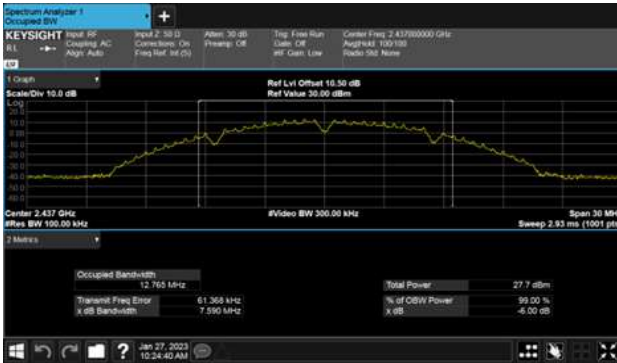 Spectrum Analyzer 1
Occupied BW
+
KEYSIGHT
Input: RF
Input Z: 50 Ω
Atten: 30 dB
Trig: Free Run
Center Freq: 2.437000000 GHz
R L
Coupling: AC
Corrections: On
Preamp: Off
Gate: Off
Avg|Hold: 100/100
Align: Auto
Freq Ref: Int (S)
#IF Gain: Low
Radio Std: None
1 Graph
Ref Lvl Offset 10.50 dB
Scale/Div 10.0 dB
Ref Value 30.00 dBm
Log
Center 2.437 GHz
#Video BW 300.00 kHz
Span 30 MH
#Res BW 100.00 kHz
Sweep 2.93 ms (1001 pts
2 Metrics
Occupied Bandwidth
12.765 MHz
Total Power
27.7 dBm
Transmit Freq Error
61.368 kHz
% of OBW Power
99.00 %
x dB Bandwidth
7.590 MHz
x dB
-6.00 dB
?
Jan 27, 2023
10:24:40 AM